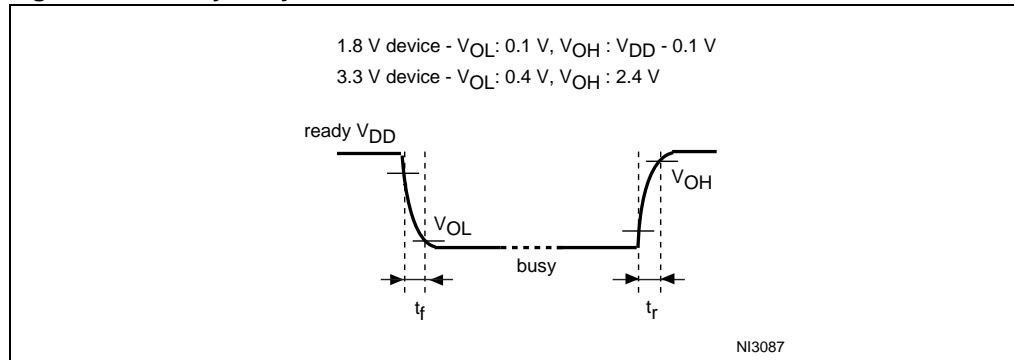 1.8 V device - VOL: 0.1 V, VOH : VDD - 0.1 V
3.3 V device - VOL: 0.4 V, VOH : 2.4 V
ready VDD
VOH
VOL
busy
tf
tr
NI3087